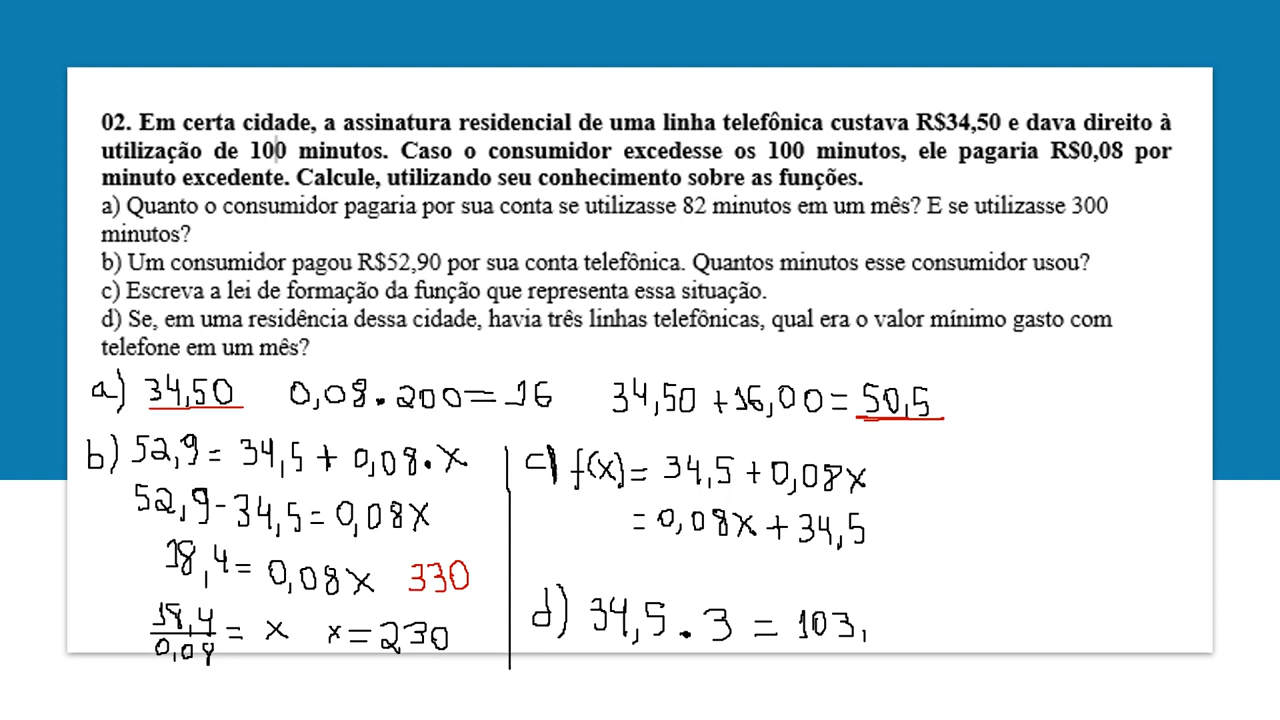 02. Em certa cidade, a assinatura residencial de uma linha telefônica custava R$34,50 e dava direito à
utilização de 100 minutos. Caso o consumidor excedesse os 100 minutos, ele pagaria R$0,08 por
minuto excedente. Calcule, utilizando seu conhecimento sobre as funções.
a) Quanto o consumidor pagaria por sua conta se utilizasse 82 minutos em um mês? E se utilizasse 300
minutos?
b) Um consumidor pagou R$52,90 por sua conta telefônica. Quantos minutos esse consumidor usou?
c) Escreva a lei de formação da função que representa essa situação.
d) Se, em uma residência dessa cidade, havia três linhas telefônicas, qual era o valor mínimo gasto com
telefone em um mês?
a) 34,50 0,08.200=16 34,50+16,00=50,5
b) 52,9=34,5+0,08.x
52,9-34,5=0,08x
18,4=0,08x 330
18,4/0,08=x x=230
c) f(x)=34,5+0,08x
=0,08x+34,5
d) 34,5.3=103,